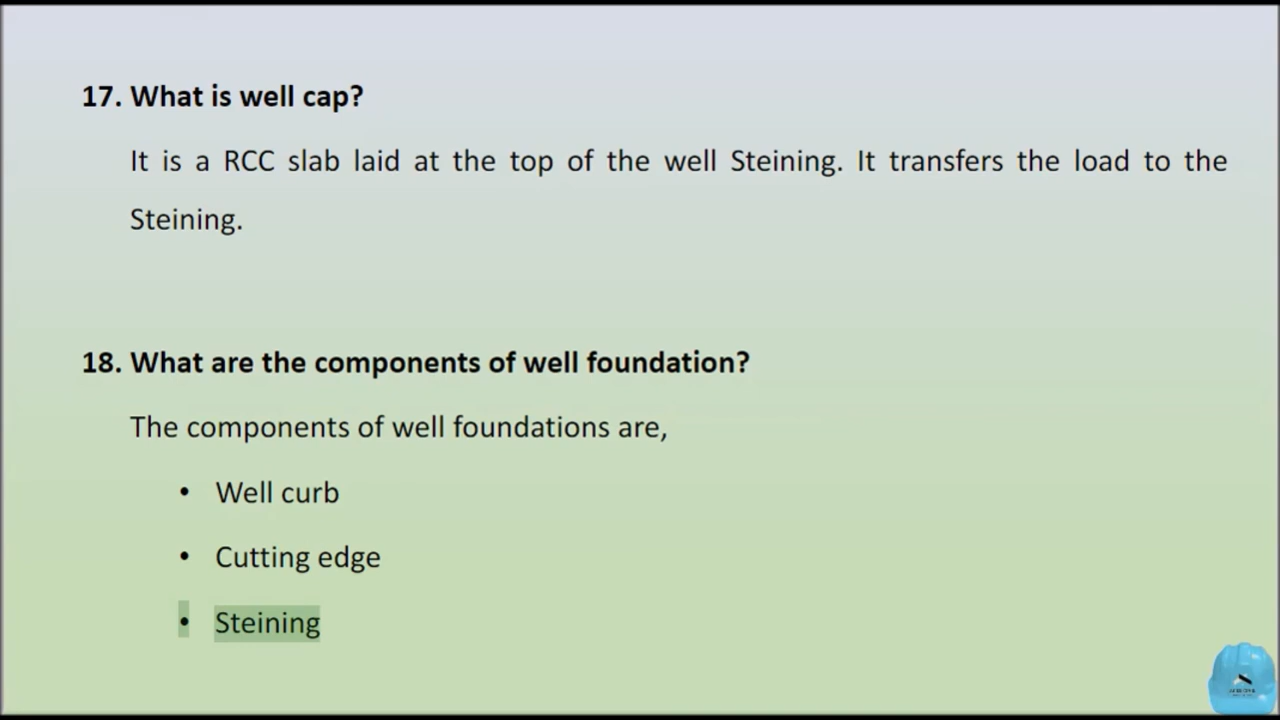 17. What is well cap?
It is a RCC slab laid at the top of the well Steining. It transfers the load to the
Steining.
18. What are the components of well foundation?
The components of well foundations are,
• Well curb
• Cutting edge
• Steining